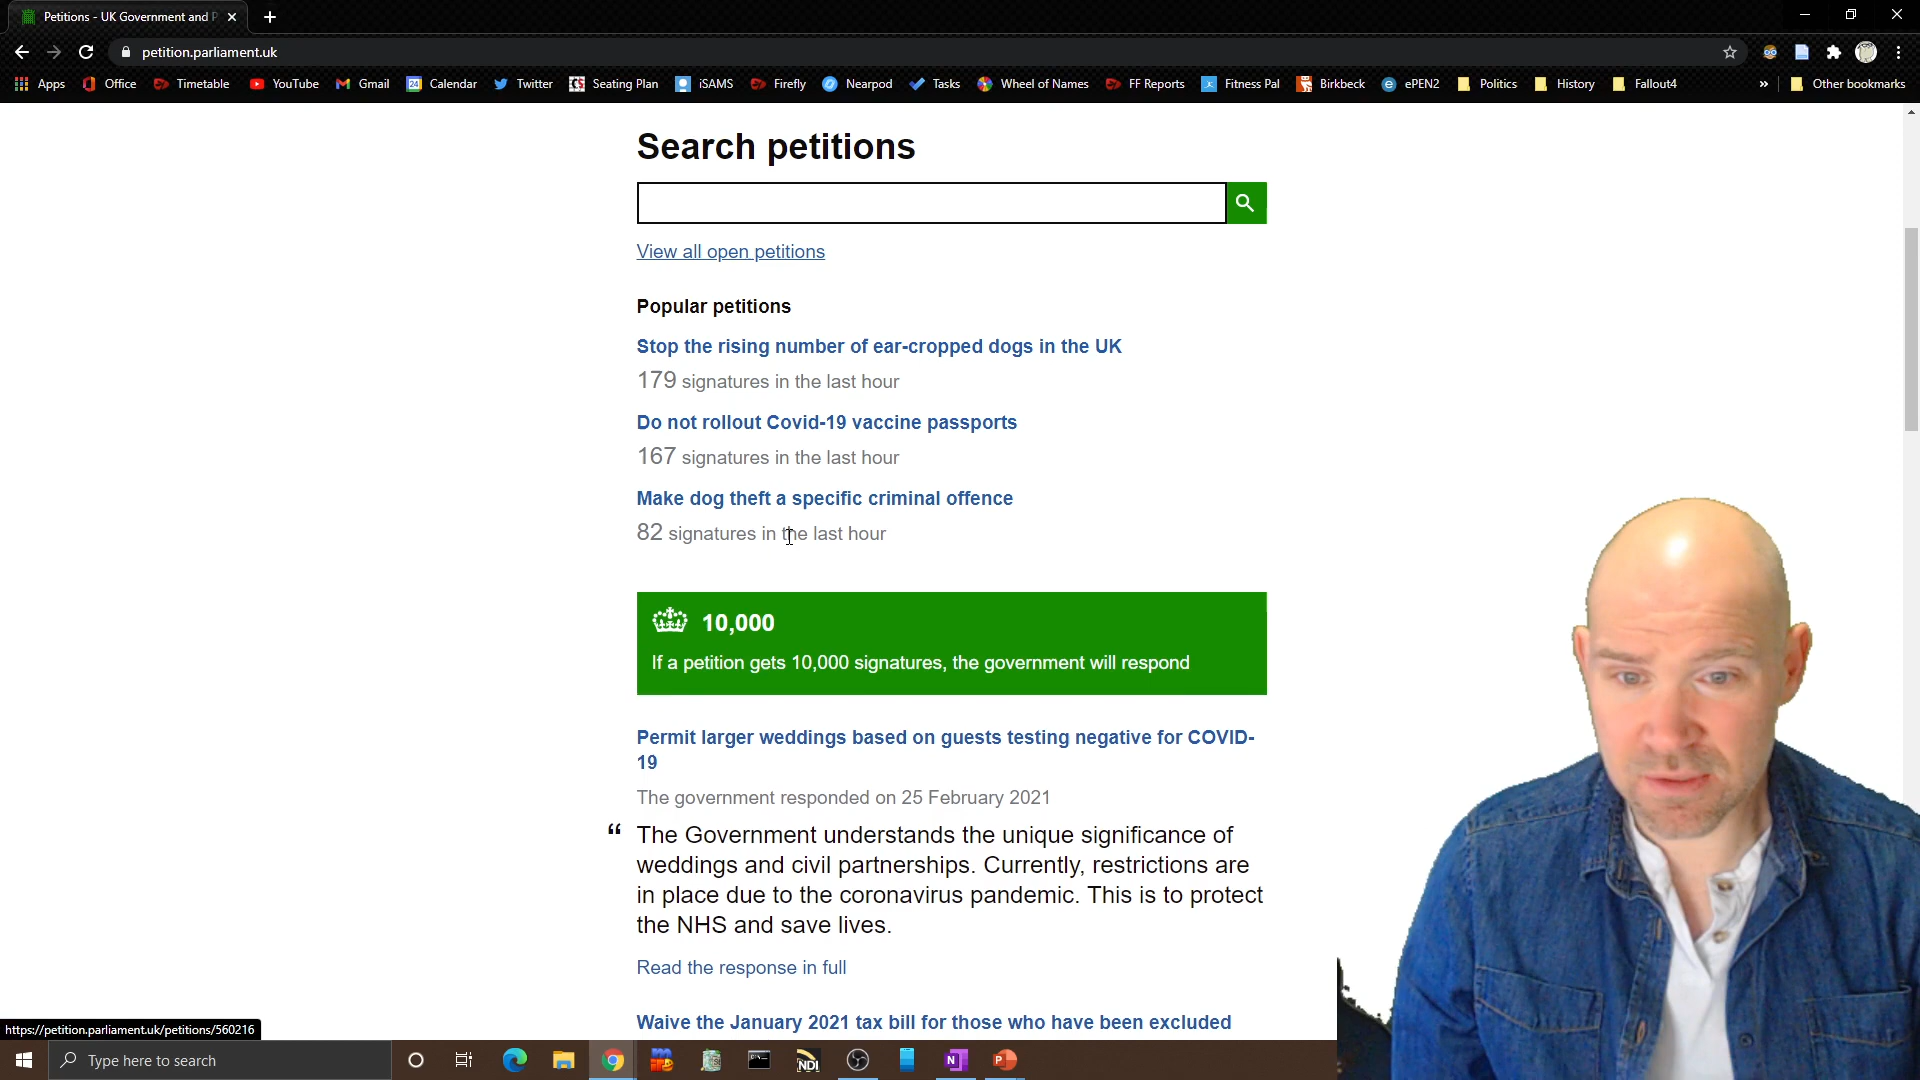 Petitions - UK Government and P
petition.parliament.uk
Apps Office Timetable YouTube Gmail 24 Calendar Twitter Seating Plan iSAMS Firefly Nearpod Tasks Wheel of Names FF Reports Fitness Pal Birkbeck ePEN2 Politics History Fallout4 » Other bookmarks
Search petitions
View all open petitions
Popular petitions
Stop the rising number of ear-cropped dogs in the UK
179 signatures in the last hour
Do not rollout Covid-19 vaccine passports
167 signatures in the last hour
Make dog theft a specific criminal offence
82 signatures in the last hour
10,000
If a petition gets 10,000 signatures, the government will respond
Permit larger weddings based on guests testing negative for COVID-
19
The government responded on 25 February 2021
“ The Government understands the unique significance of
weddings and civil partnerships. Currently, restrictions are
in place due to the coronavirus pandemic. This is to protect
the NHS and save lives.
Read the response in full
Waive the January 2021 tax bill for those who have been excluded
https://petition.parliament.uk/petitions/560216
Type here to search
NDI
N
P